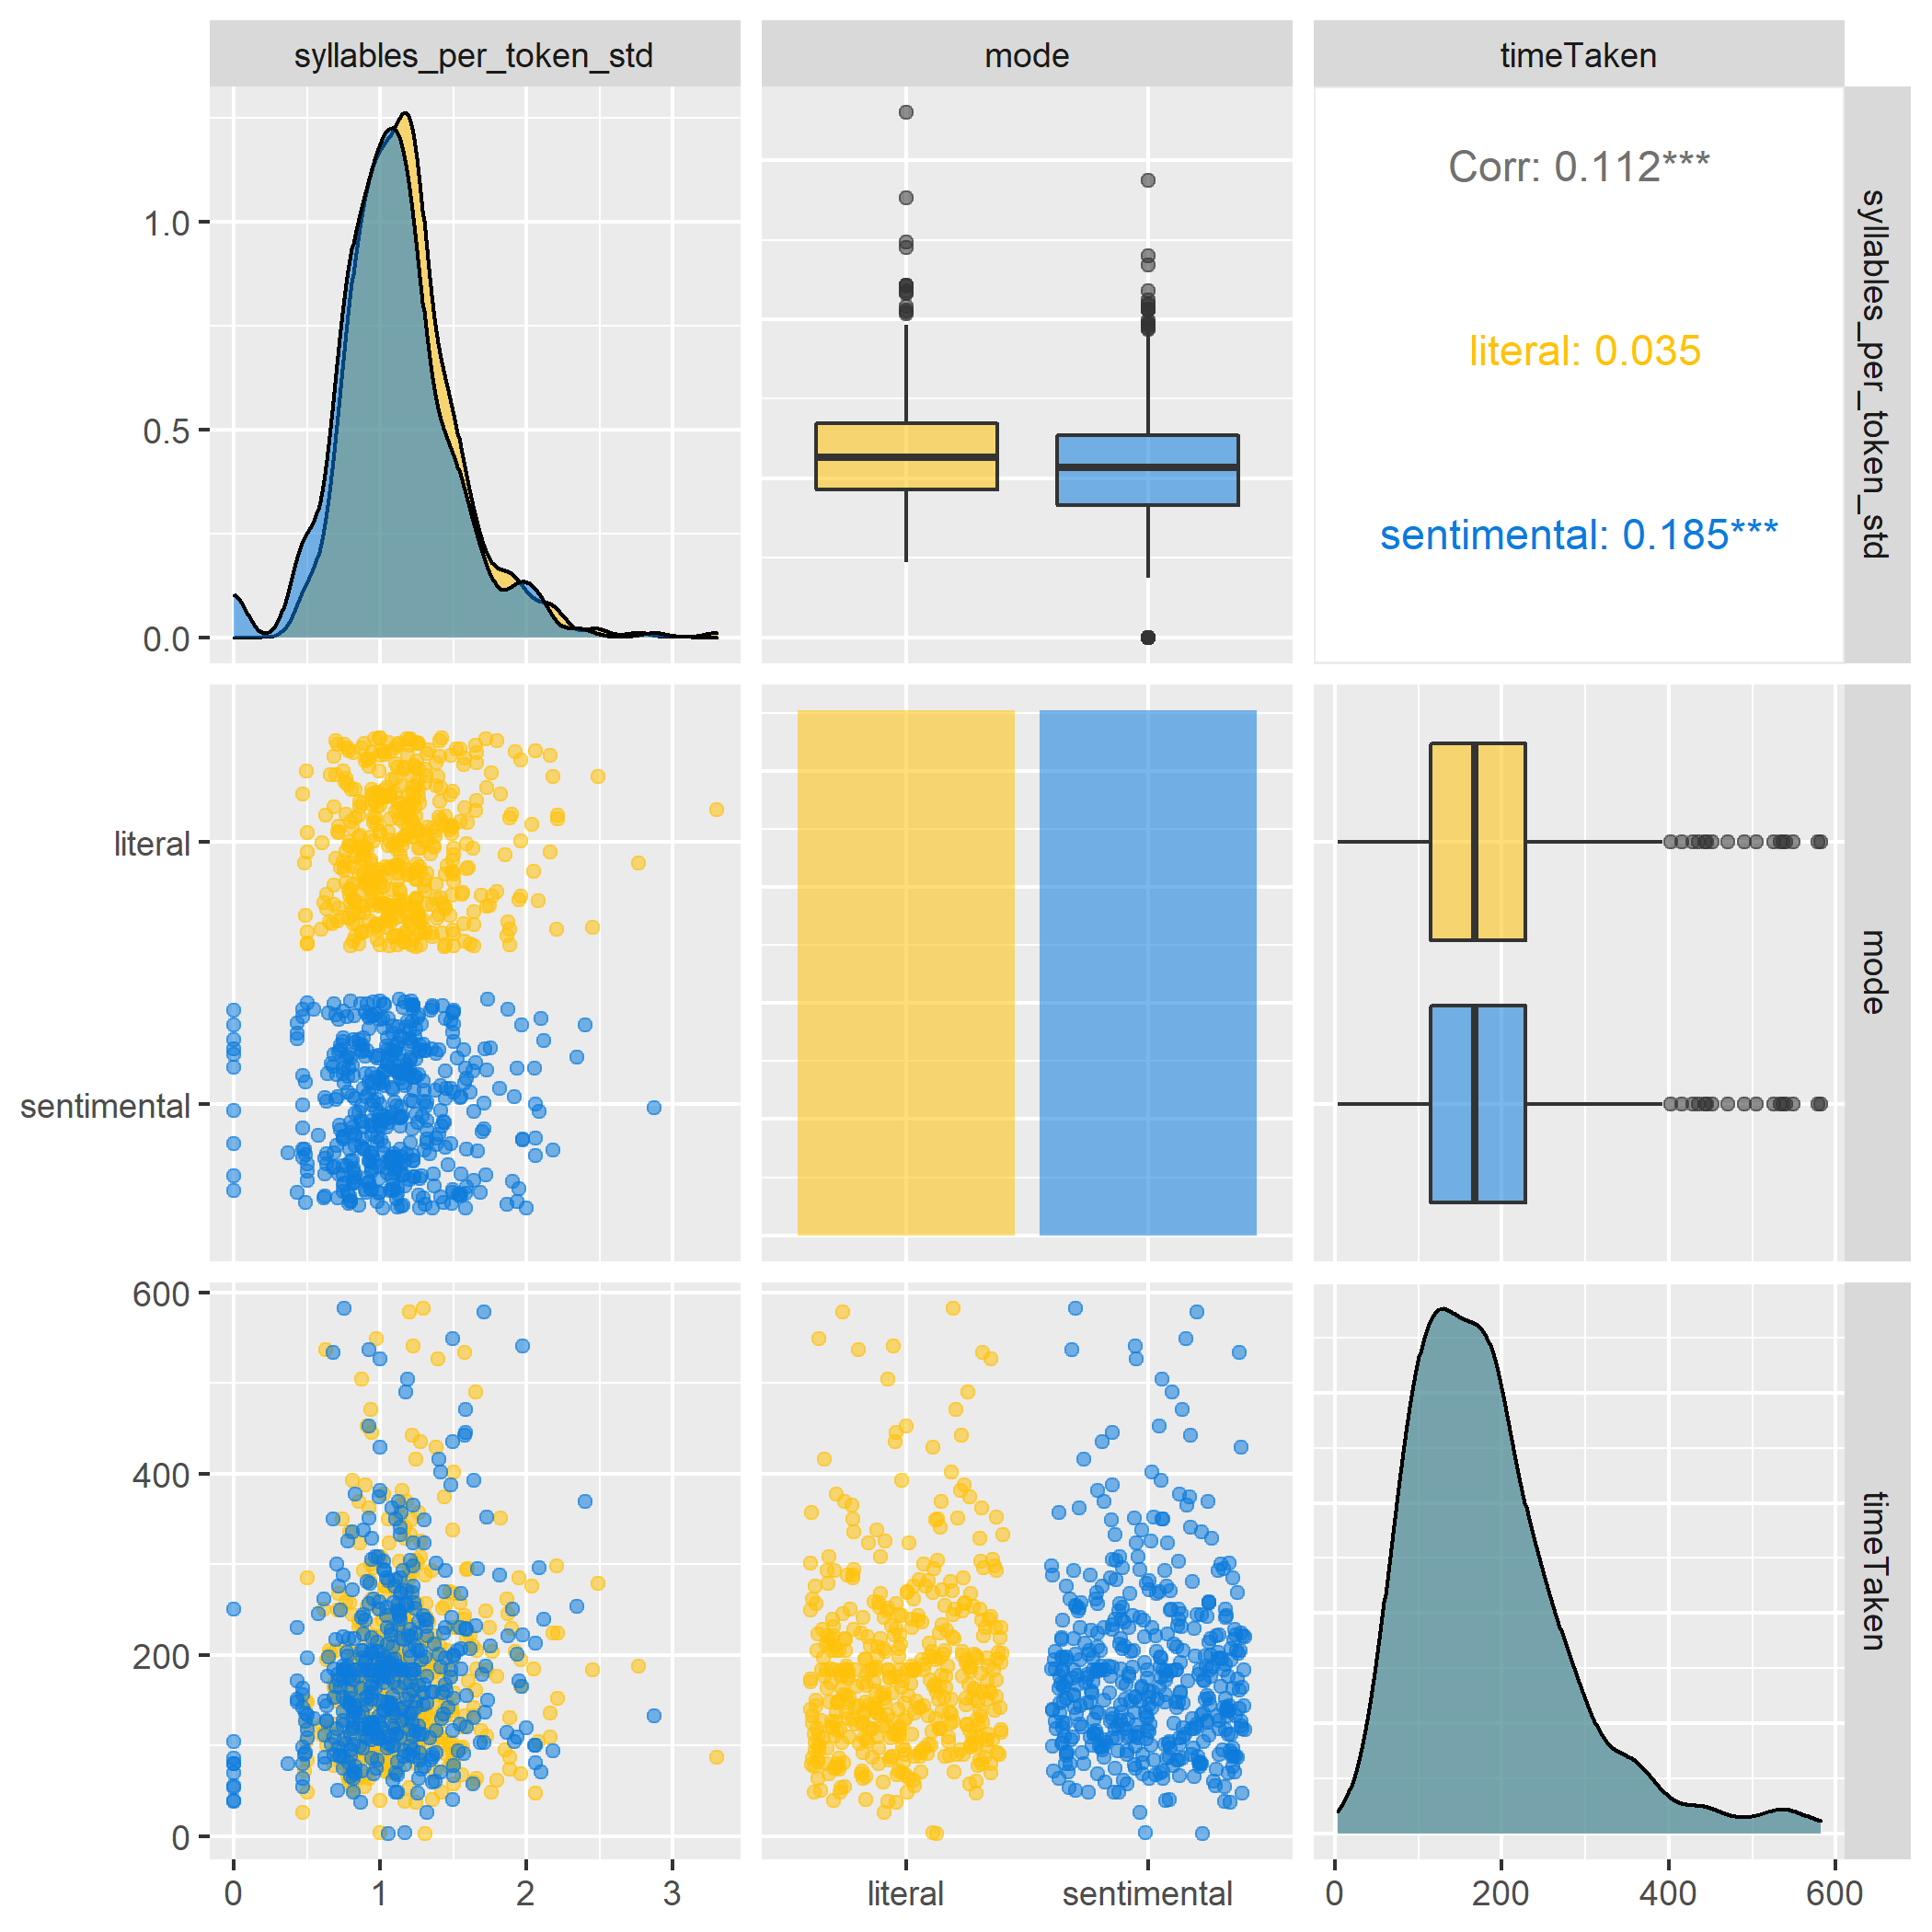 syllables_per_token_std
mode
timeTaken
Corr: 0.112***
literal: 0.035
sentimental: 0.185***
syllables_per_token_std
1.0
0.5
0.0
literal
sentimental
mode
600
400
200
0
timeTaken
0 1 2 3
literal sentimental
0 200 400 600